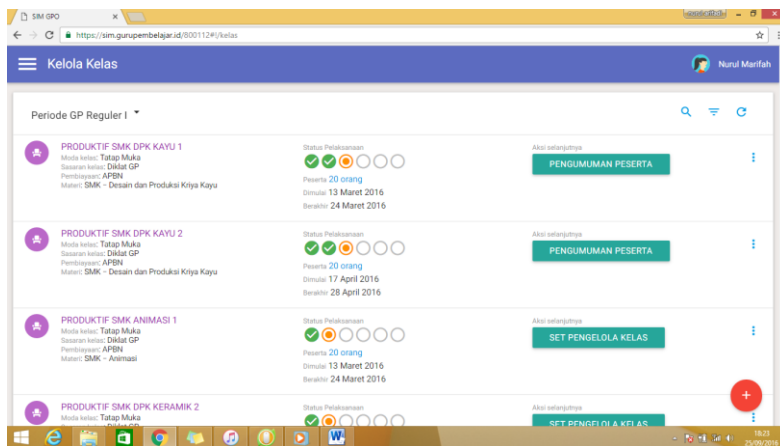 SIM GPO
https://sim.gurupembelajar.id/800112#!/kelas
Kelola Kelas
Nurul Marifah
Periode GP Reguler I
PRODUKTIF SMK DPK KAYU 1
Moda kelas: Tatap Muka
Sasaran kelas: Diklat GP
Pembiayaan: APBN
Materi: SMK - Desain dan Produksi Kriya Kayu
Status Pelaksanaan
Peserta 20 orang
Dimulai 13 Maret 2016
Berakhir 24 Maret 2016
Aksi selanjutnya
PENGUMUMAN PESERTA
PRODUKTIF SMK DPK KAYU 2
Moda kelas: Tatap Muka
Sasaran kelas: Diklat GP
Pembiayaan: APBN
Materi: SMK - Desain dan Produksi Kriya Kayu
Status Pelaksanaan
Peserta 20 orang
Dimulai 17 April 2016
Berakhir 28 April 2016
Aksi selanjutnya
PENGUMUMAN PESERTA
PRODUKTIF SMK ANIMASI 1
Moda kelas: Tatap Muka
Sasaran kelas: Diklat GP
Pembiayaan: APBN
Materi: SMK - Animasi
Status Pelaksanaan
Peserta 20 orang
Dimulai 13 Maret 2016
Berakhir 24 Maret 2016
Aksi selanjutnya
SET PENGELOLA KELAS
PRODUKTIF SMK DPK KERAMIK 2
Moda kelas: Tatap Muka
Sasaran kelas: Diklat GP
Status Pelaksanaan
Aksi selanjutnya
SET PENGELOLA KELAS
18:23
25/09/2016